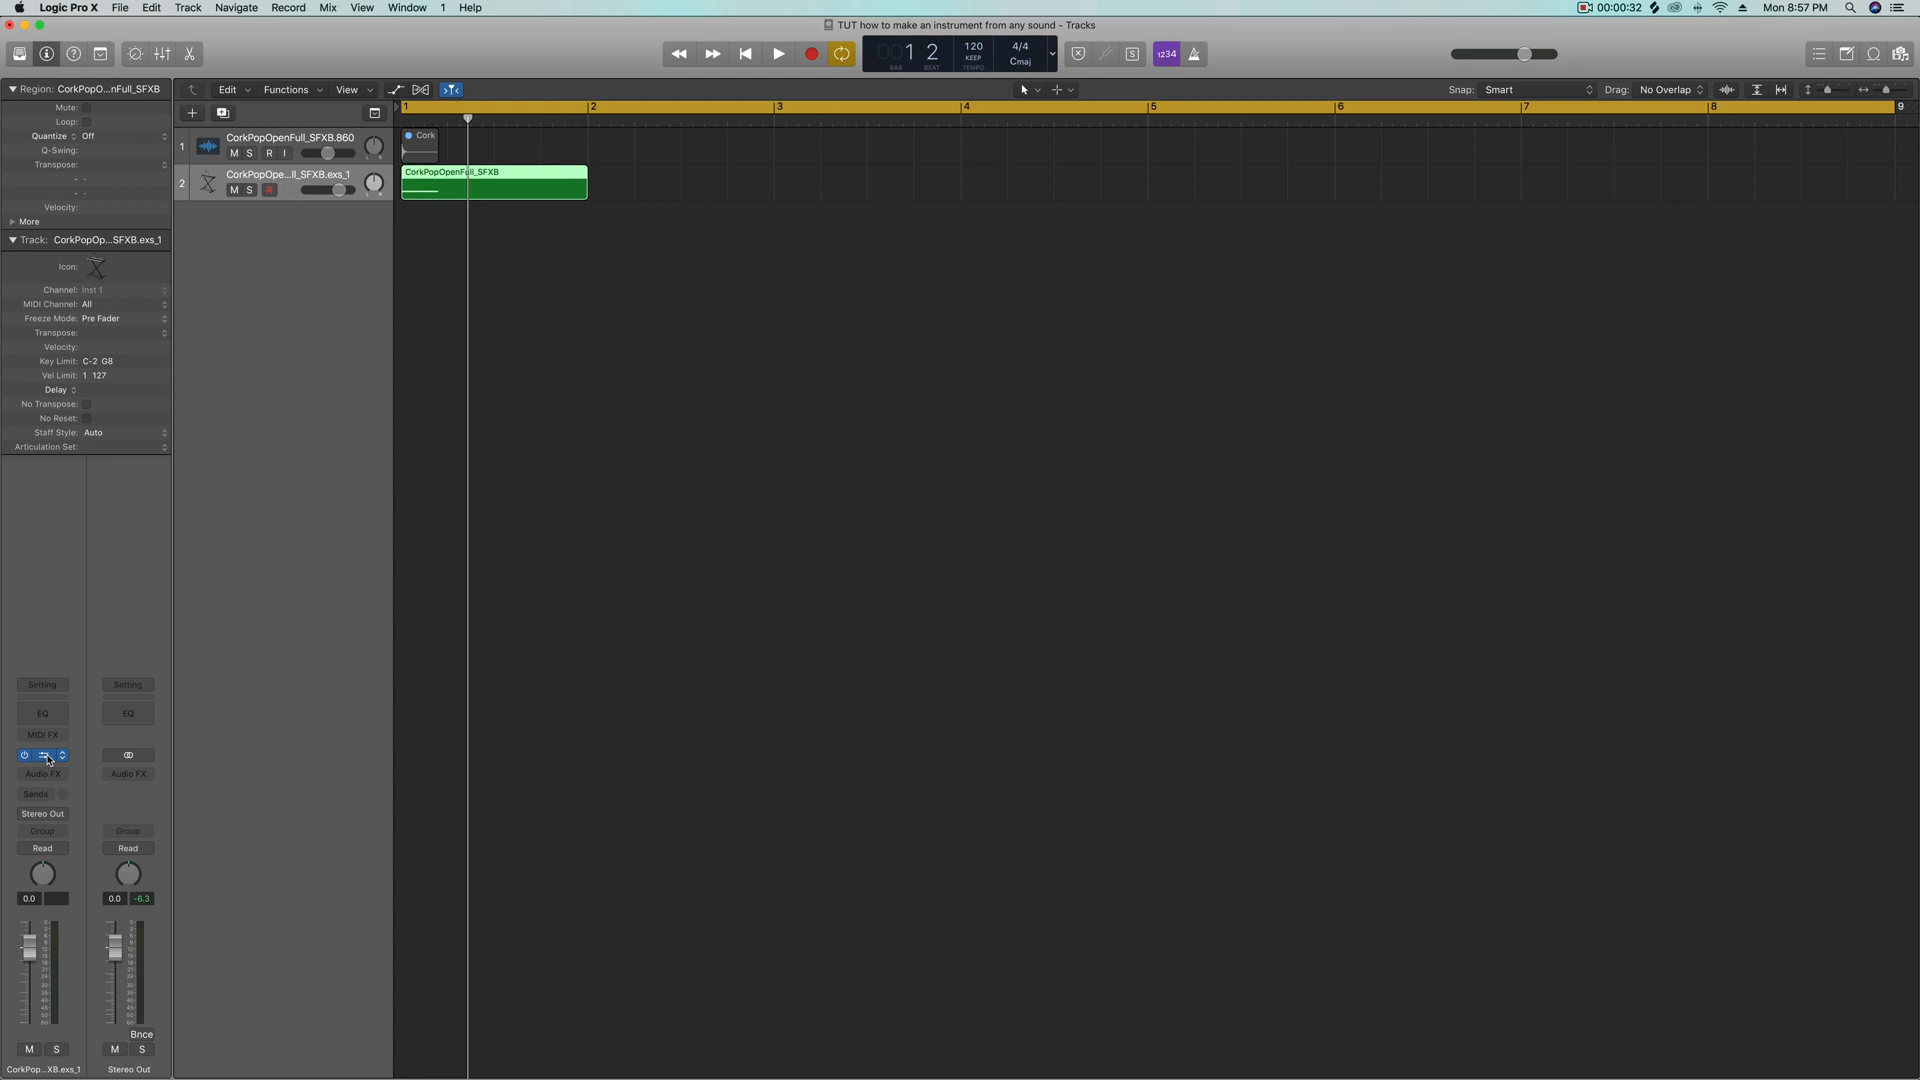 Logic Pro X File Edit Track Navigate Record Mix View Window 1 Help
00:00:32 Mon 8:57 PM
TUT how to make an instrument from any sound - Tracks
1 2 120 4/4
KEEP Cmaj
BAR BEAT TEMPO
1234
Region: CorkPopO...nFull_SFXB
Mute:
Loop:
Quantize Off
Q-Swing:
Transpose:
- -
- -
Velocity:
More
Track: CorkPopOp...SFXB.exs_1
Icon:
Channel: Inst 1
MIDI Channel: All
Freeze Mode: Pre Fader
Transpose:
Velocity:
Key Limit: C-2 G8
Vel Limit: 1 127
Delay
No Transpose:
No Reset:
Staff Style: Auto
Articulation Set:
Edit Functions View
Snap: Smart Drag: No Overlap
1 2 3 4 5 6 7 8 9
1 CorkPopOpenFull_SFXB.860
M S R I
2 CorkPopOpe...ll_SFXB.exs_1
M S R
Cork
CorkPopOpenFull_SFXB
Setting Setting
EQ EQ
MIDI FX
Audio FX Audio FX
Sends
Stereo Out
Group Group
Read Read
0.0 0.0 -6.3
Bnce
M S M S
CorkPop...XB.exs_1 Stereo Out